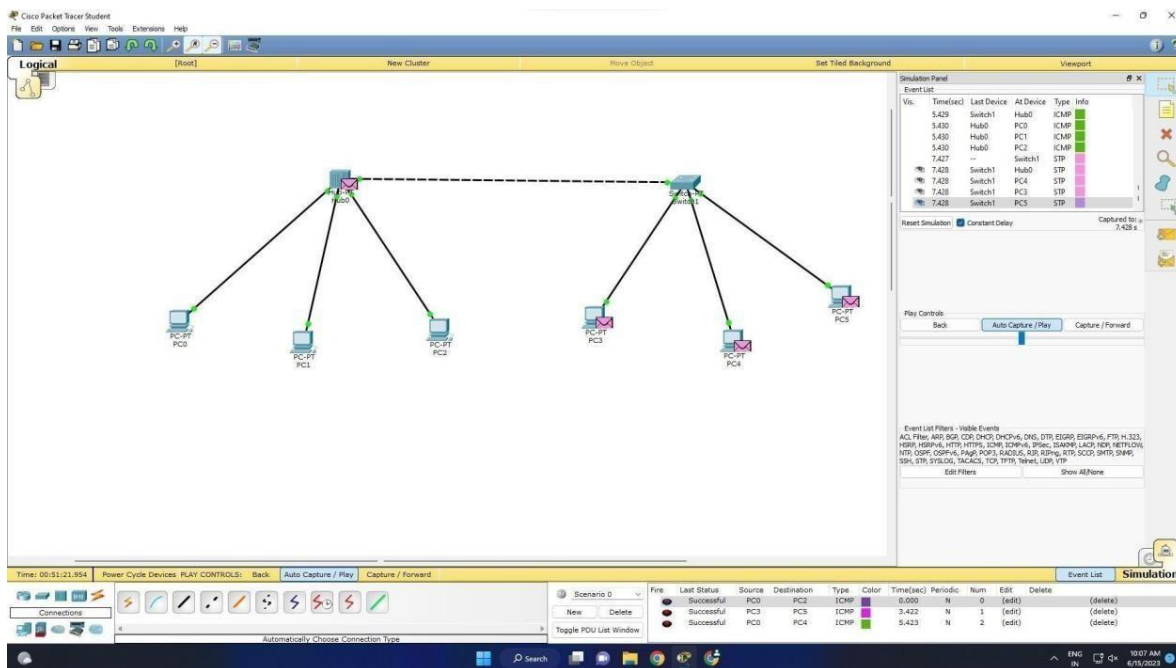 Cisco Packet Tracer Student
File Edit Options View Tools Extensions Help
Logical [Root] New Cluster Move Object Set Tiled Background Viewport
Simulation Panel
Event List
Vis. Time(sec) Last Device At Device Type Info
5.429 Switch1 Hub0 ICMP
5.430 Hub0 PC0 ICMP
5.430 Hub0 PC1 ICMP
5.430 Hub0 PC2 ICMP
7.427 -- Switch1 STP
7.428 Switch1 Hub0 STP
7.428 Switch1 PC4 STP
7.428 Switch1 PC3 STP
7.428 Switch1 PC5 STP
Reset Simulation Constant Delay Captured to:
7.428 s
Hub-PT
Hub0
Switch-PT
Switch1
PC-PT
PC0
PC-PT
PC1
PC-PT
PC2
PC-PT
PC3
PC-PT
PC4
PC-PT
PC5
Play Controls
Back Auto Capture / Play Capture / Forward
Event List Filters - Visible Events
ACL Filter, ARP, BGP, CDP, DHCP, DHCPv6, DNS, DTP, EIGRP, EIGRPv6, FTP, H.323,
HSRP, HSRPv6, HTTP, HTTPS, ICMP, ICMPv6, IPSec, ISAKMP, LACP, NDP, NETFLOW,
NTP, OSPF, OSPFv6, PAgP, POP3, RADIUS, RIP, RIPng, RTP, SCCP, SMTP, SNMP,
SSH, STP, SYSLOG, TACACS, TCP, TFTP, Telnet, UDP, VTP
Edit Filters Show All/None
Time: 00:51:21.954 Power Cycle Devices PLAY CONTROLS: Back Auto Capture / Play Capture / Forward Event List Simulation
Connections
Automatically Choose Connection Type
Scenario 0
New Delete
Toggle PDU List Window
Fire Last Status Source Destination Type Color Time(sec) Periodic Num Edit Delete
Successful PC0 PC2 ICMP 0.000 N 0 (edit) (delete)
Successful PC3 PC5 ICMP 3.422 N 1 (edit) (delete)
Successful PC0 PC4 ICMP 5.423 N 2 (edit) (delete)
Search
ENG
IN
10:07 AM
6/15/2023